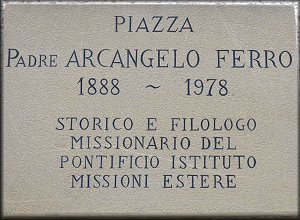 PIAZZA
PADRE ARCANGELO FERRO
1888 ~ 1978
STORICO E FILOLOGO
MISSIONARIO DEL
PONTIFICIO ISTITUTO
MISSIONI ESTERE